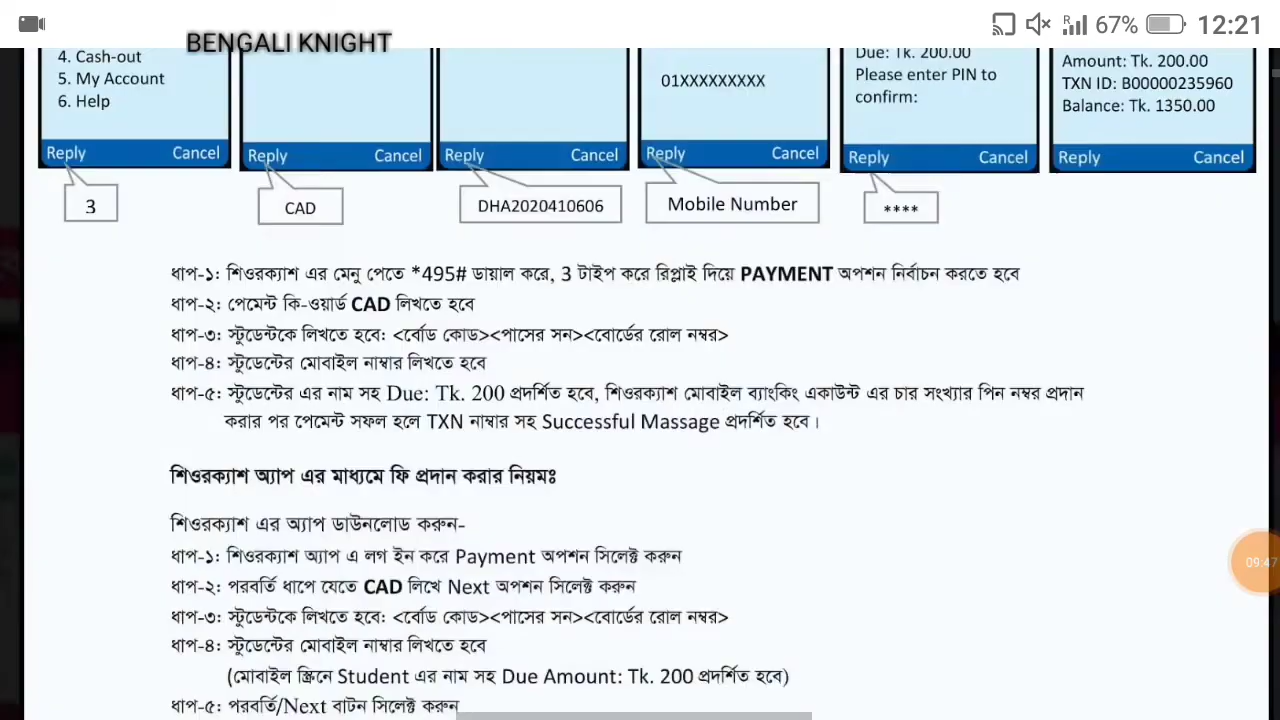 67% 12:21
BENGALI KNIGHT
4. Cash-out
5. My Account
6. Help
Reply Cancel
Reply Cancel
Reply Cancel
01XXXXXXXXX
Reply Cancel
Due: Tk. 200.00
Please enter PIN to
confirm:
Reply Cancel
Amount: Tk. 200.00
TXN ID: B00000235960
Balance: Tk. 1350.00
Reply Cancel
3
CAD
DHA2020410606
Mobile Number
****
ধাপ-১: শিওরক্যাশ এর মেনু পেতে *495# ডায়াল করে, 3 টাইপ করে রিপ্লাই দিয়ে PAYMENT অপশন নির্বাচন করতে হবে
ধাপ-২: পেমেন্ট কি-ওয়ার্ড CAD লিখতে হবে
ধাপ-৩: স্টুডেন্টকে লিখতে হবে: <র্বোড কোড><পাসের সন><বোর্ডের রোল নম্বর>
ধাপ-৪: স্টুডেন্টের মোবাইল নাম্বার লিখতে হবে
ধাপ-৫: স্টুডেন্টের এর নাম সহ Due: Tk. 200 প্রদর্শিত হবে, শিওরক্যাশ মোবাইল ব্যাংকিং একাউন্ট এর চার সংখ্যার পিন নম্বর প্রদান
করার পর পেমেন্ট সফল হলে TXN নাম্বার সহ Successful Massage প্রদর্শিত হবে।
শিওরক্যাশ অ্যাপ এর মাধ্যমে ফি প্রদান করার নিয়মঃ
শিওরক্যাশ এর অ্যাপ ডাউনলোড করুন-
ধাপ-১: শিওরক্যাশ অ্যাপ এ লগ ইন করে Payment অপশন সিলেক্ট করুন
ধাপ-২: পরবর্তি ধাপে যেতে CAD লিখে Next অপশন সিলেক্ট করুন
ধাপ-৩: স্টুডেন্টকে লিখতে হবে: <র্বোড কোড><পাসের সন><বোর্ডের রোল নম্বর>
ধাপ-৪: স্টুডেন্টের মোবাইল নাম্বার লিখতে হবে
(মোবাইল স্ক্রিনে Student এর নাম সহ Due Amount: Tk. 200 প্রদর্শিত হবে)
09:47
ধাপ-৫: পরবর্তি/Next বাটন সিলেক্ট করুন